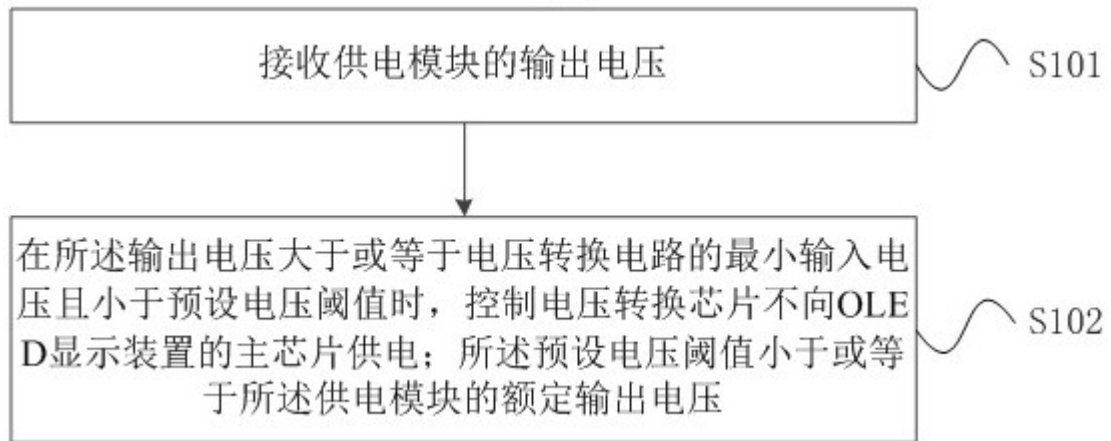 接收供电模块的输出电压
S101
在所述输出电压大于或等于电压转换电路的最小输入电
压且小于预设电压阈值时，控制电压转换芯片不向OLE
D显示装置的主芯片供电；所述预设电压阈值小于或等
于所述供电模块的额定输出电压
S102